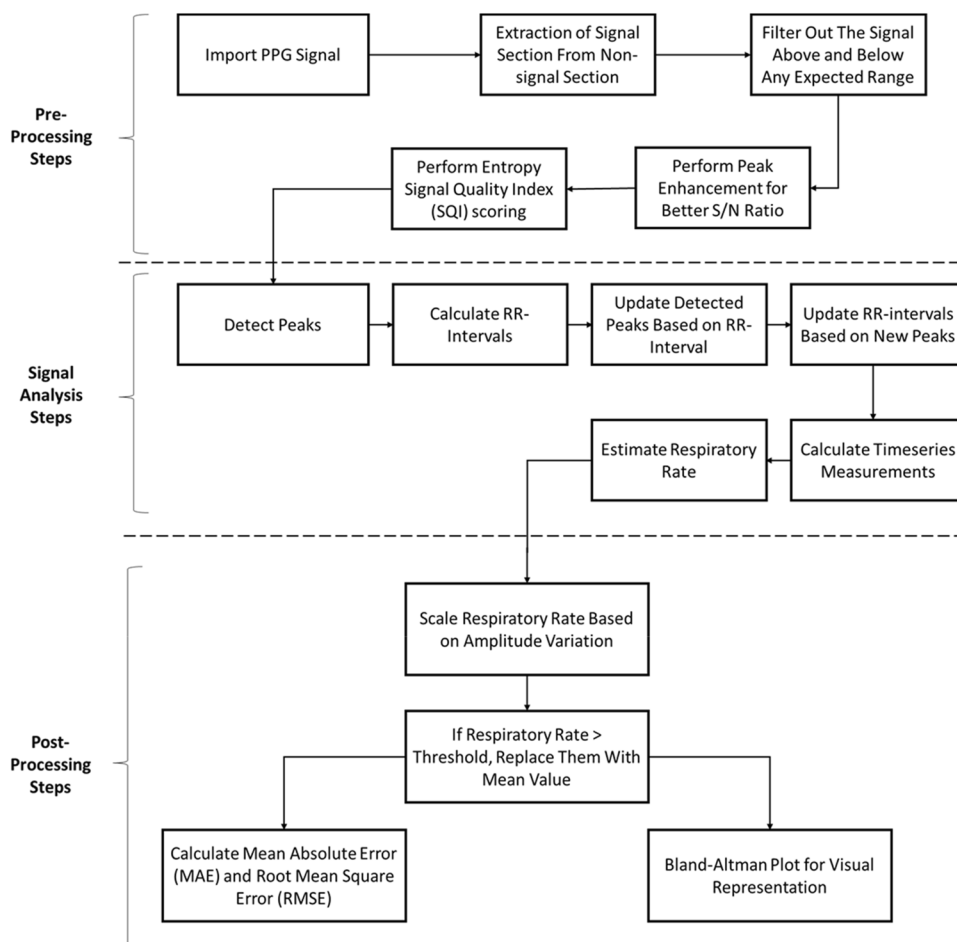 Pre-
Processing
Steps
Import PPG Signal
Extraction of Signal
Section From Non-
signal Section
Filter Out The Signal
Above and Below
Any Expected Range
Perform Peak
Enhancement for
Better S/N Ratio
Perform Entropy
Signal Quality Index
(SQI) scoring
Signal
Analysis
Steps
Detect Peaks
Calculate RR-
Intervals
Update Detected
Peaks Based on RR-
Interval
Update RR-intervals
Based on New Peaks
Calculate Timeseries
Measurements
Estimate Respiratory
Rate
Post-
Processing
Steps
Scale Respiratory Rate Based
on Amplitude Variation
If Respiratory Rate >
Threshold, Replace Them With
Mean Value
Calculate Mean Absolute Error
(MAE) and Root Mean Square
Error (RMSE)
Bland-Altman Plot for Visual
Representation